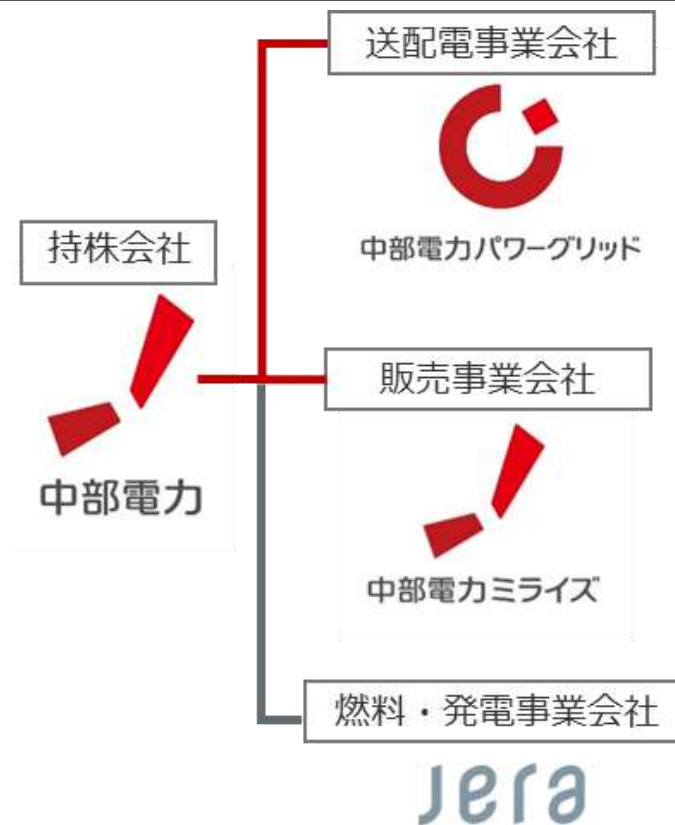 送配電事業会社
中部電力パワーグリッド
持株会社
中部電力
販売事業会社
中部電力ミライズ
燃料・発電事業会社
Jera